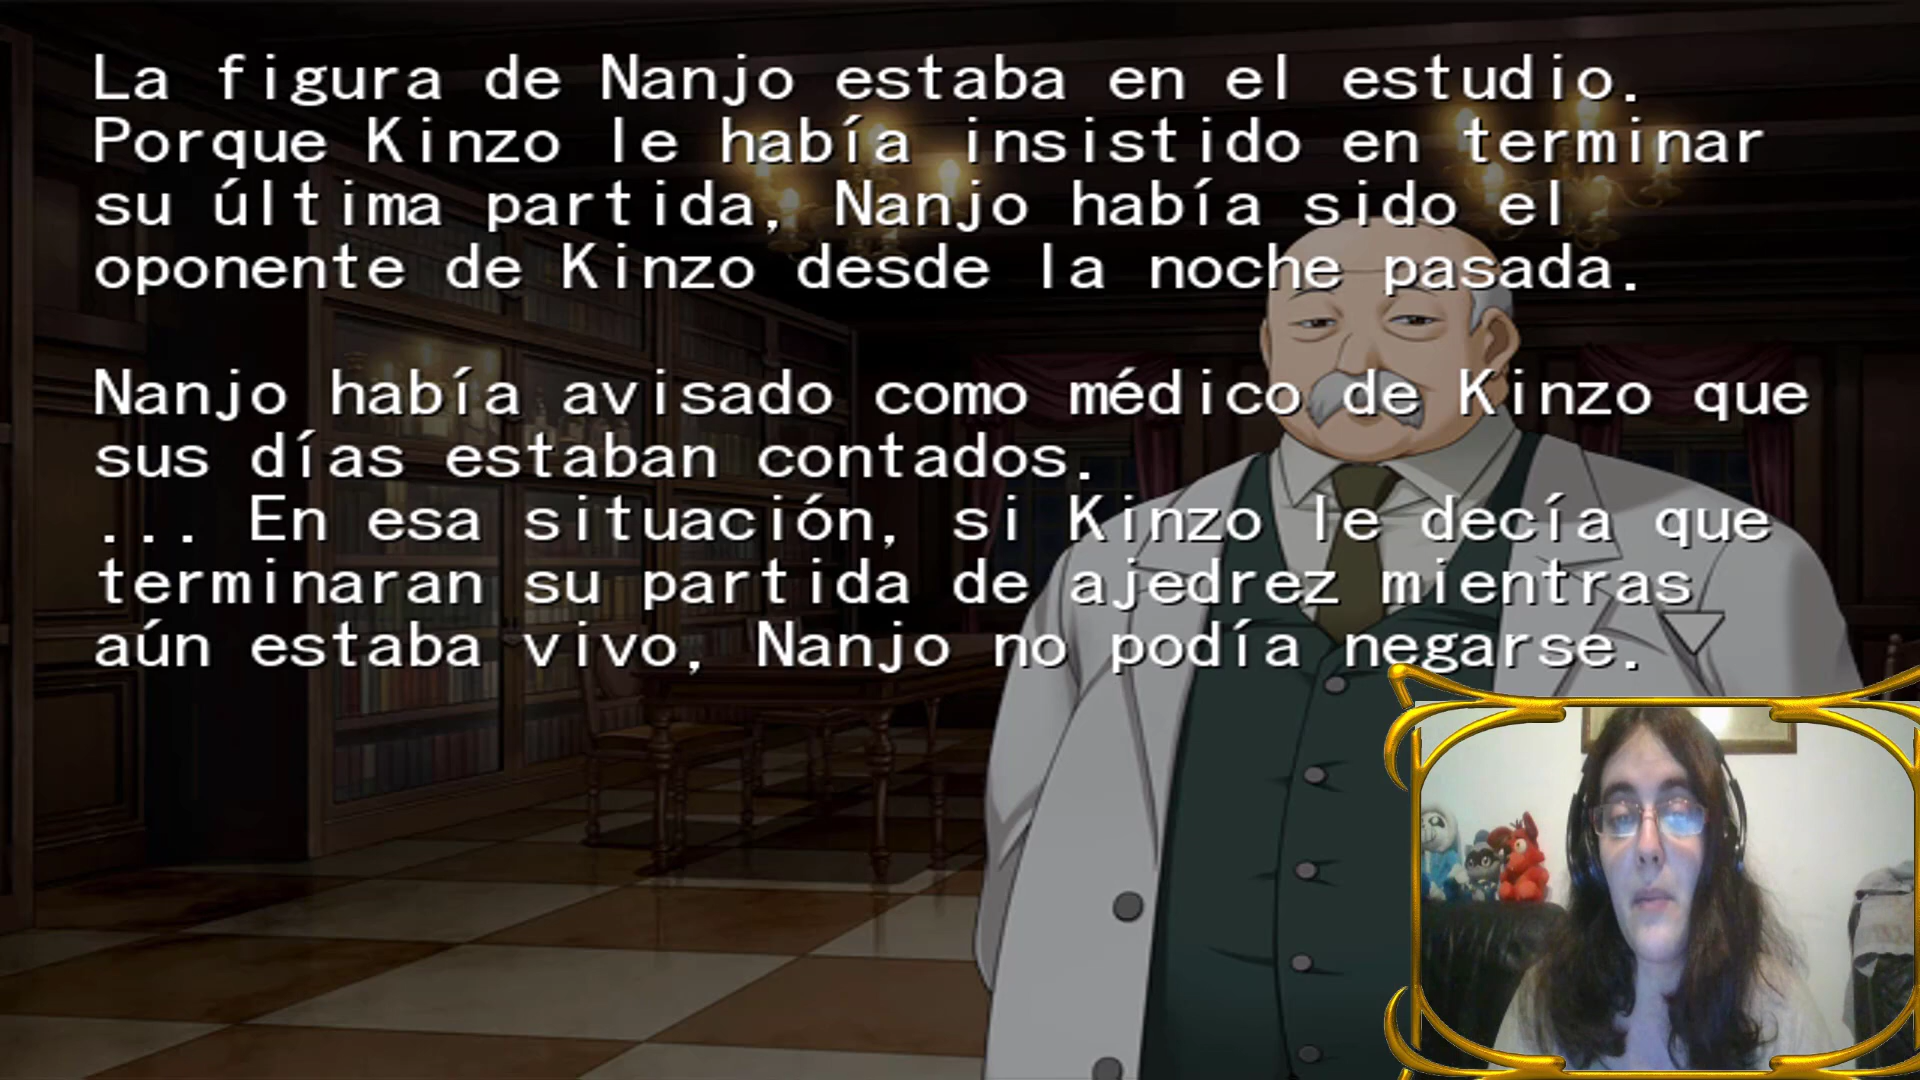 La figura de Nanjo estaba en el estudio.
Porque Kinzo le había insistido en terminar
su última partida, Nanjo había sido el
oponente de Kinzo desde la noche pasada.
Nanjo había avisado como médico de Kinzo que
sus días estaban contados.
... En esa situación, si Kinzo le decía que
terminaran su partida de ajedrez mientras
aún estaba vivo, Nanjo no podía negarse.